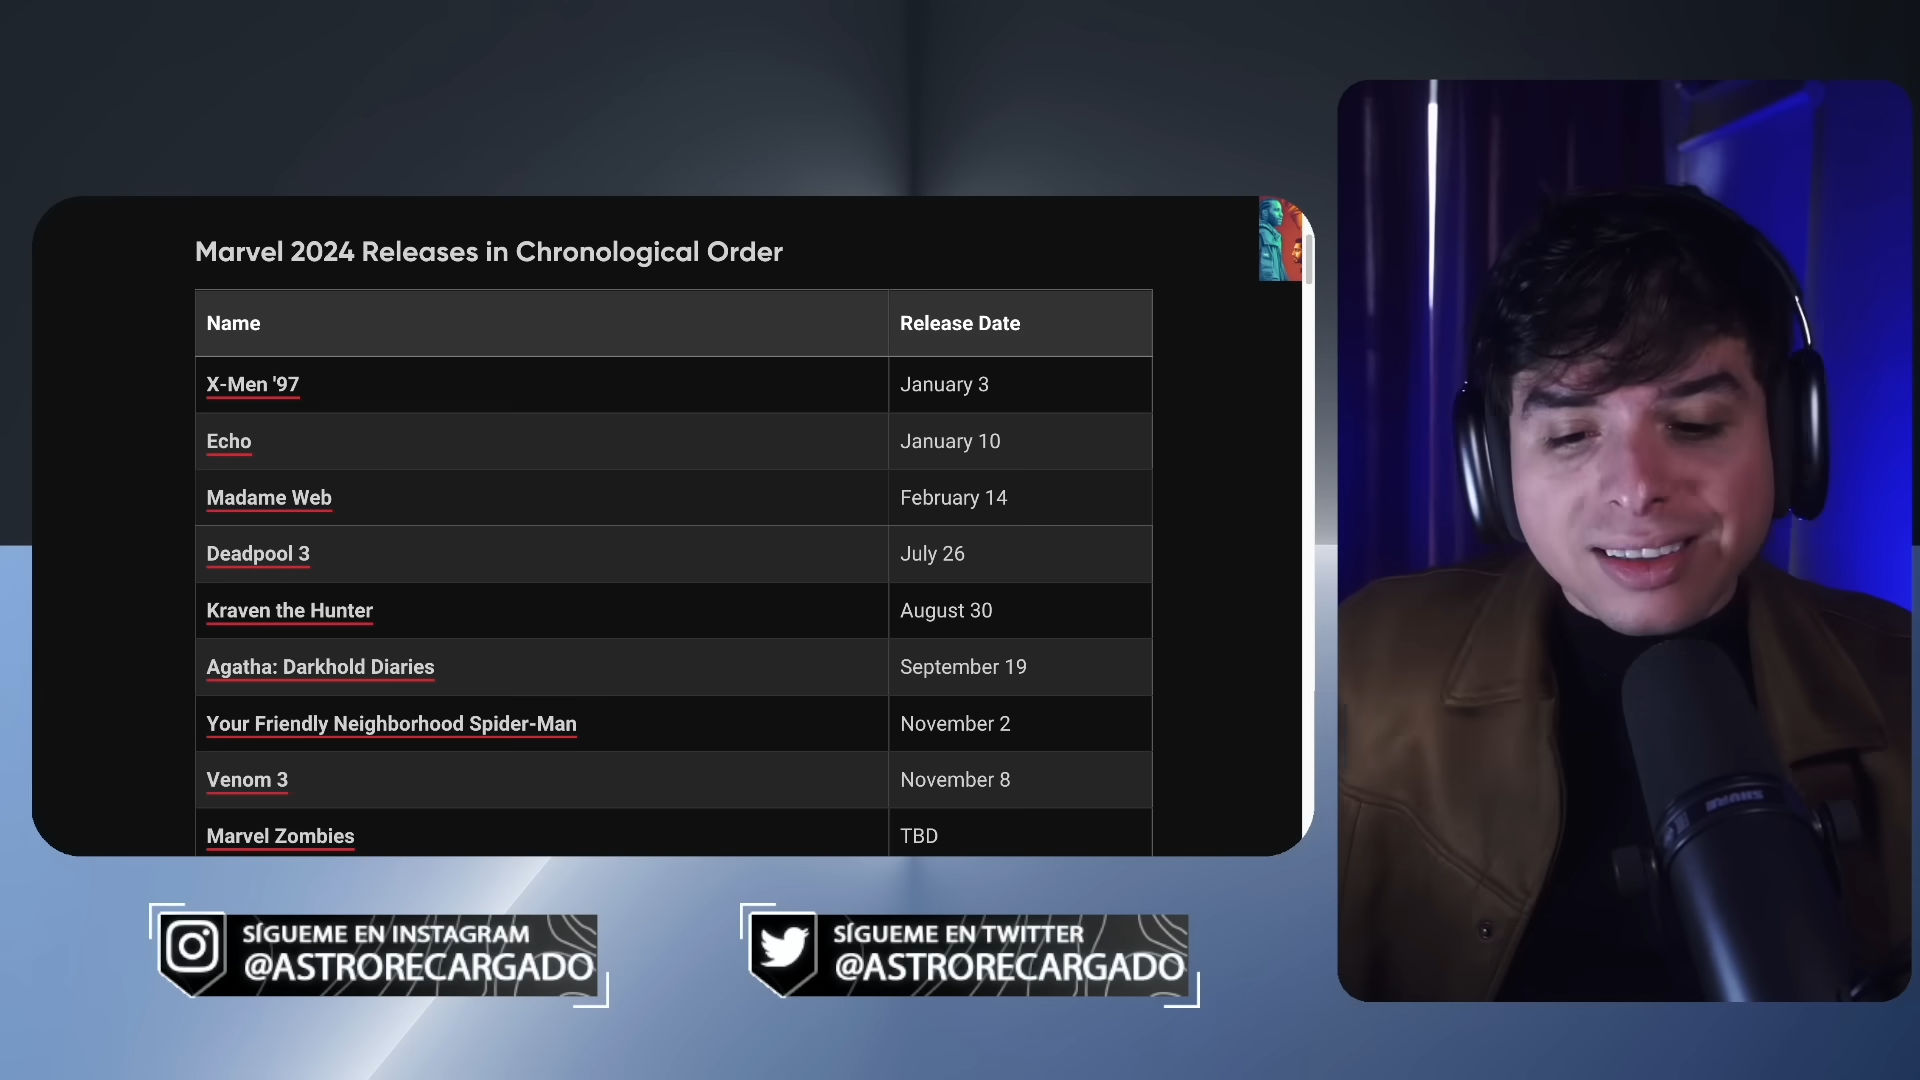 Marvel 2024 Releases in Chronological Order
Name Release Date
X-Men '97 January 3
Echo January 10
Madame Web February 14
Deadpool 3 July 26
Kraven the Hunter August 30
Agatha: Darkhold Diaries September 19
Your Friendly Neighborhood Spider-Man November 2
Venom 3 November 8
Marvel Zombies TBD
SÍGUEME EN INSTAGRAM
@ASTRORECARGADO
SÍGUEME EN TWITTER
@ASTRORECARGADO
SHURE